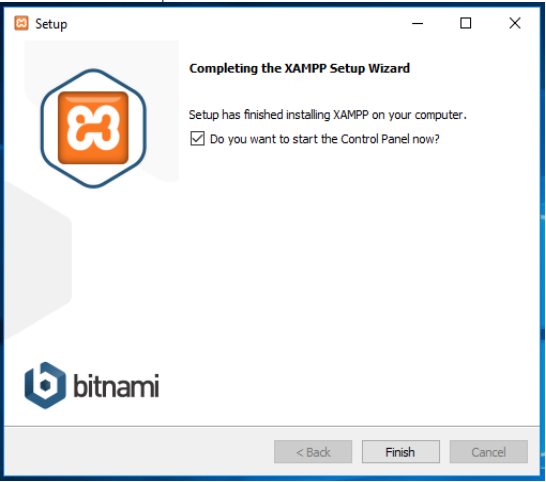 Setup
Completing the XAMPP Setup Wizard
Setup has finished installing XAMPP on your computer.
Do you want to start the Control Panel now?
bitnami
< Back
Finish
Cancel